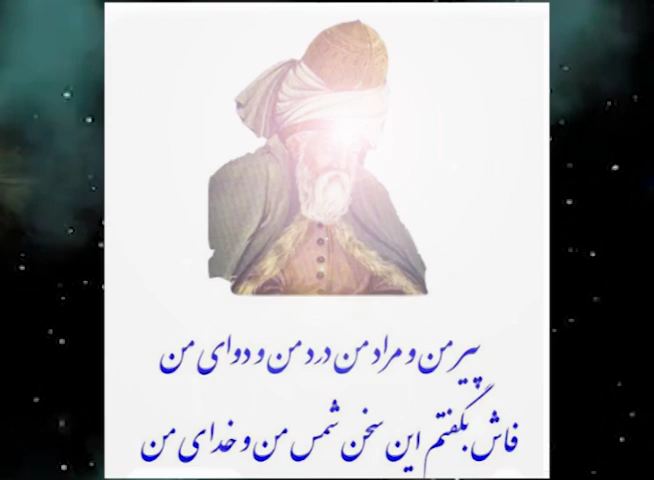 پیر من و مراد من درد من و دوای من
فاش بگفتم این سخن شمس من و خدای من